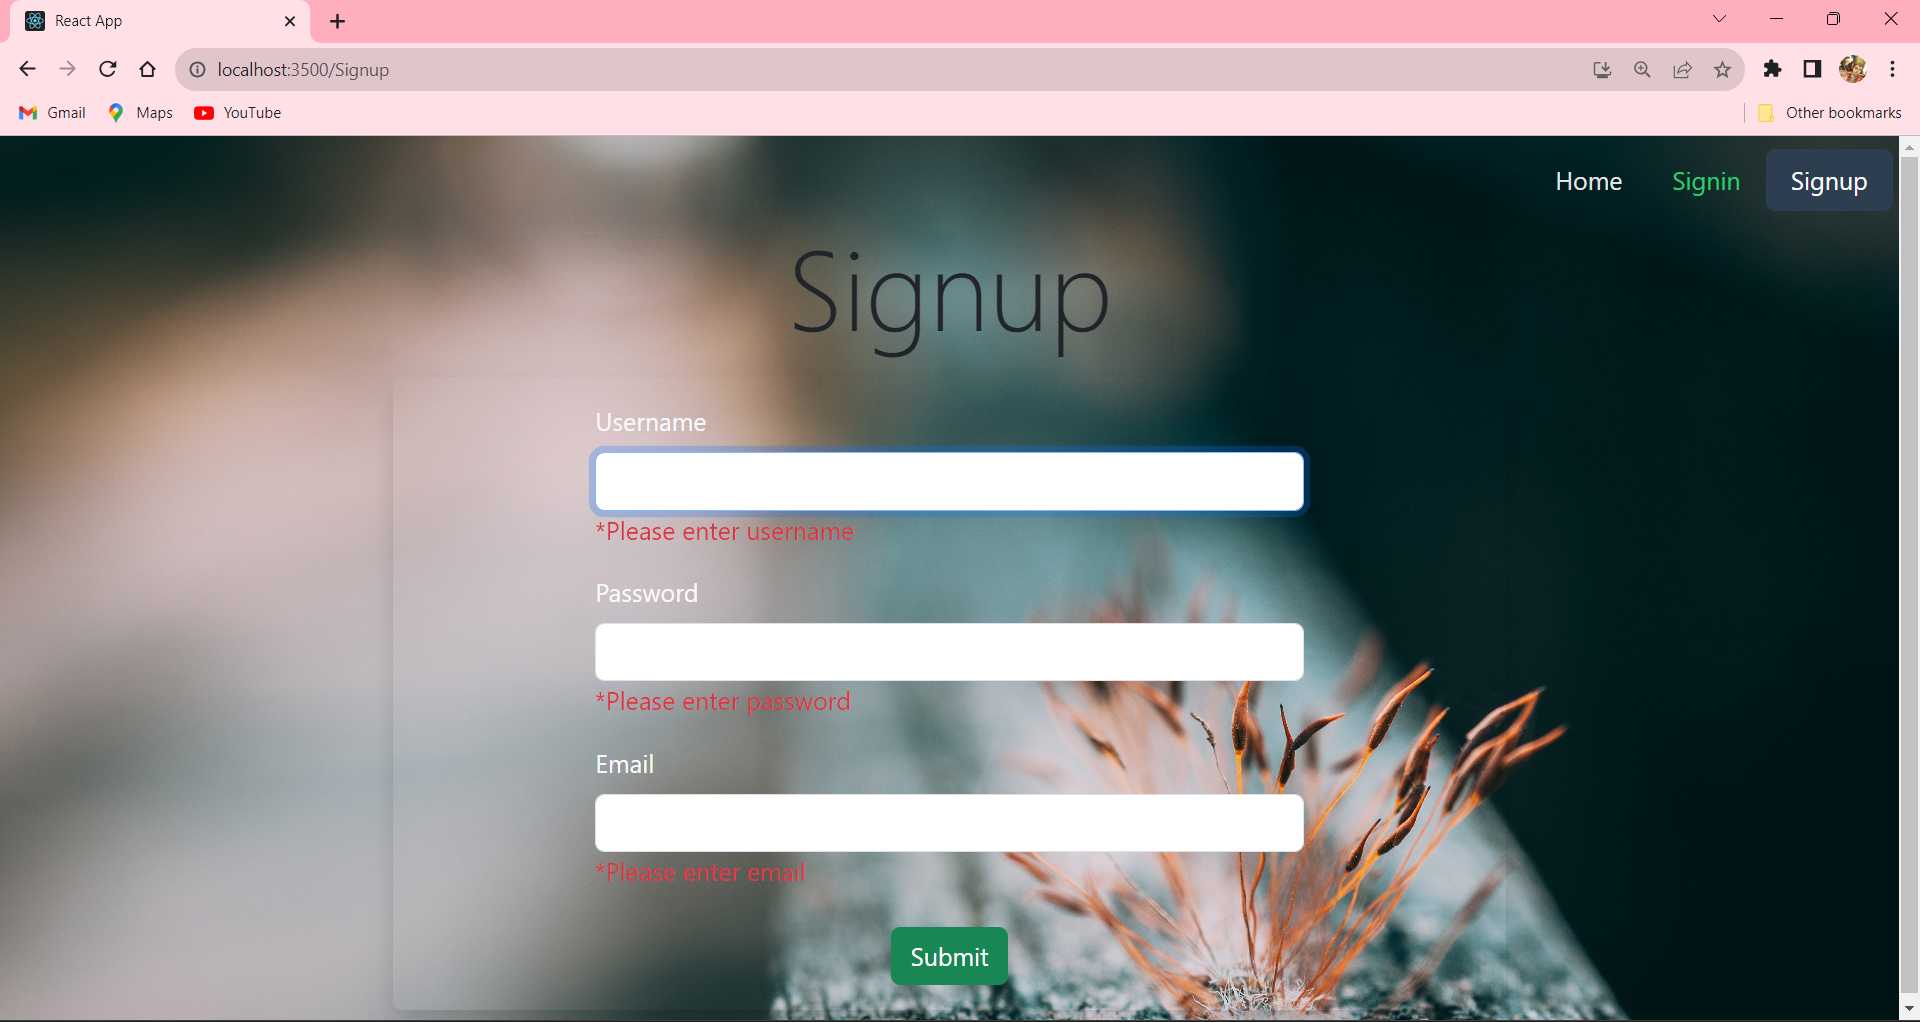 React App
localhost:3500/Signup
Gmail Maps YouTube Other bookmarks
Home Signin Signup
Signup
Username
*Please enter username
Password
*Please enter password
Email
*Please enter email
Submit